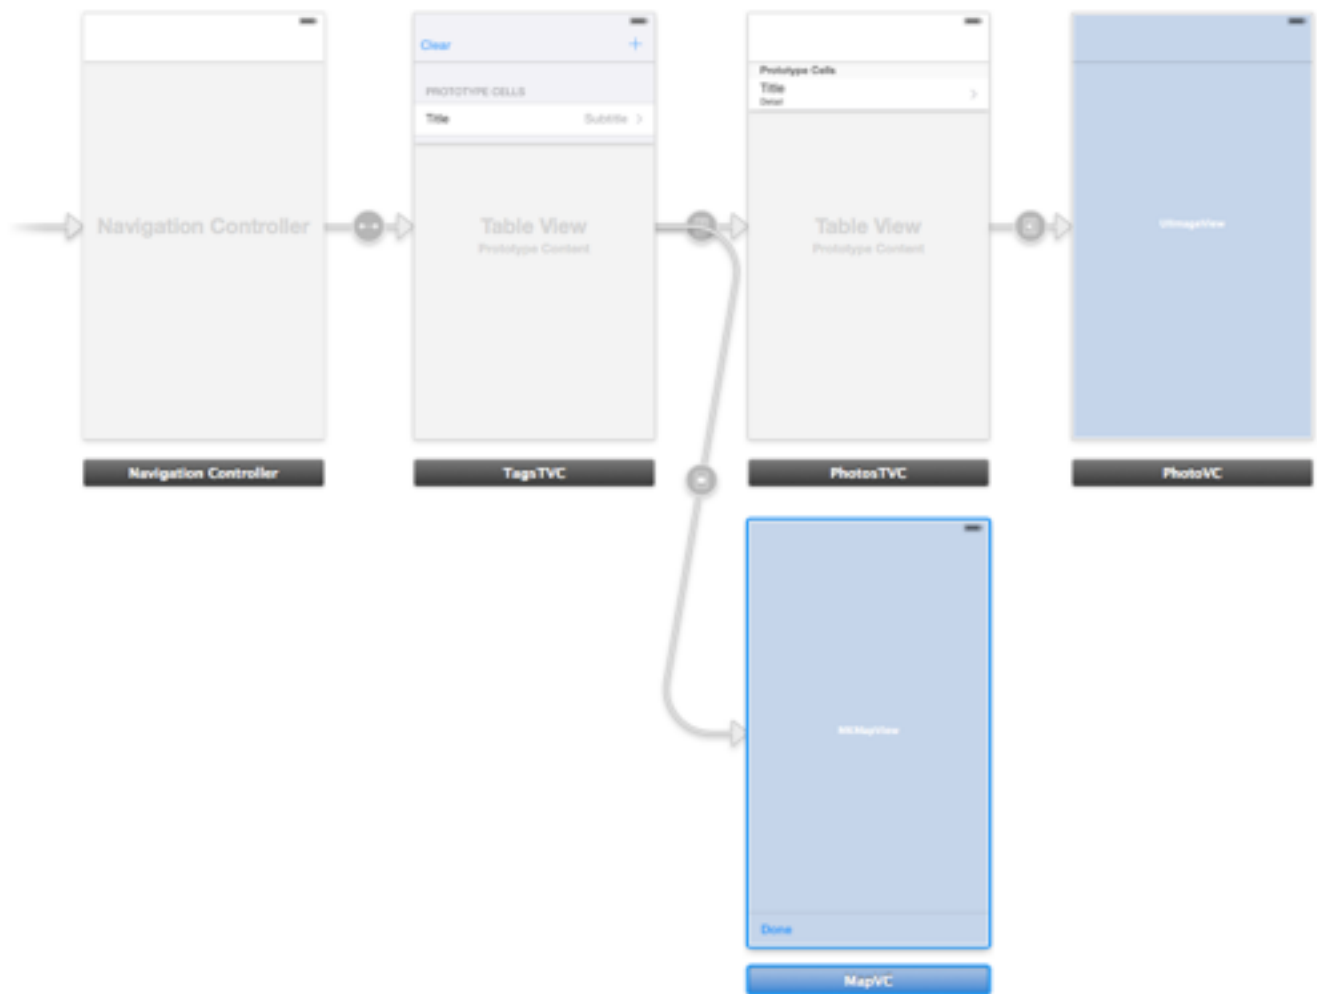 Clear +
PROTOTYPE CELLS
Title Subtitle
Prototype Cells
Title
Detail
Navigation Controller
Table View
Prototype Content
Table View
Prototype Content
UIImageView
Navigation Controller
TagsTVC
PhotosTVC
PhotoVC
MKMapView
Done
MapVC